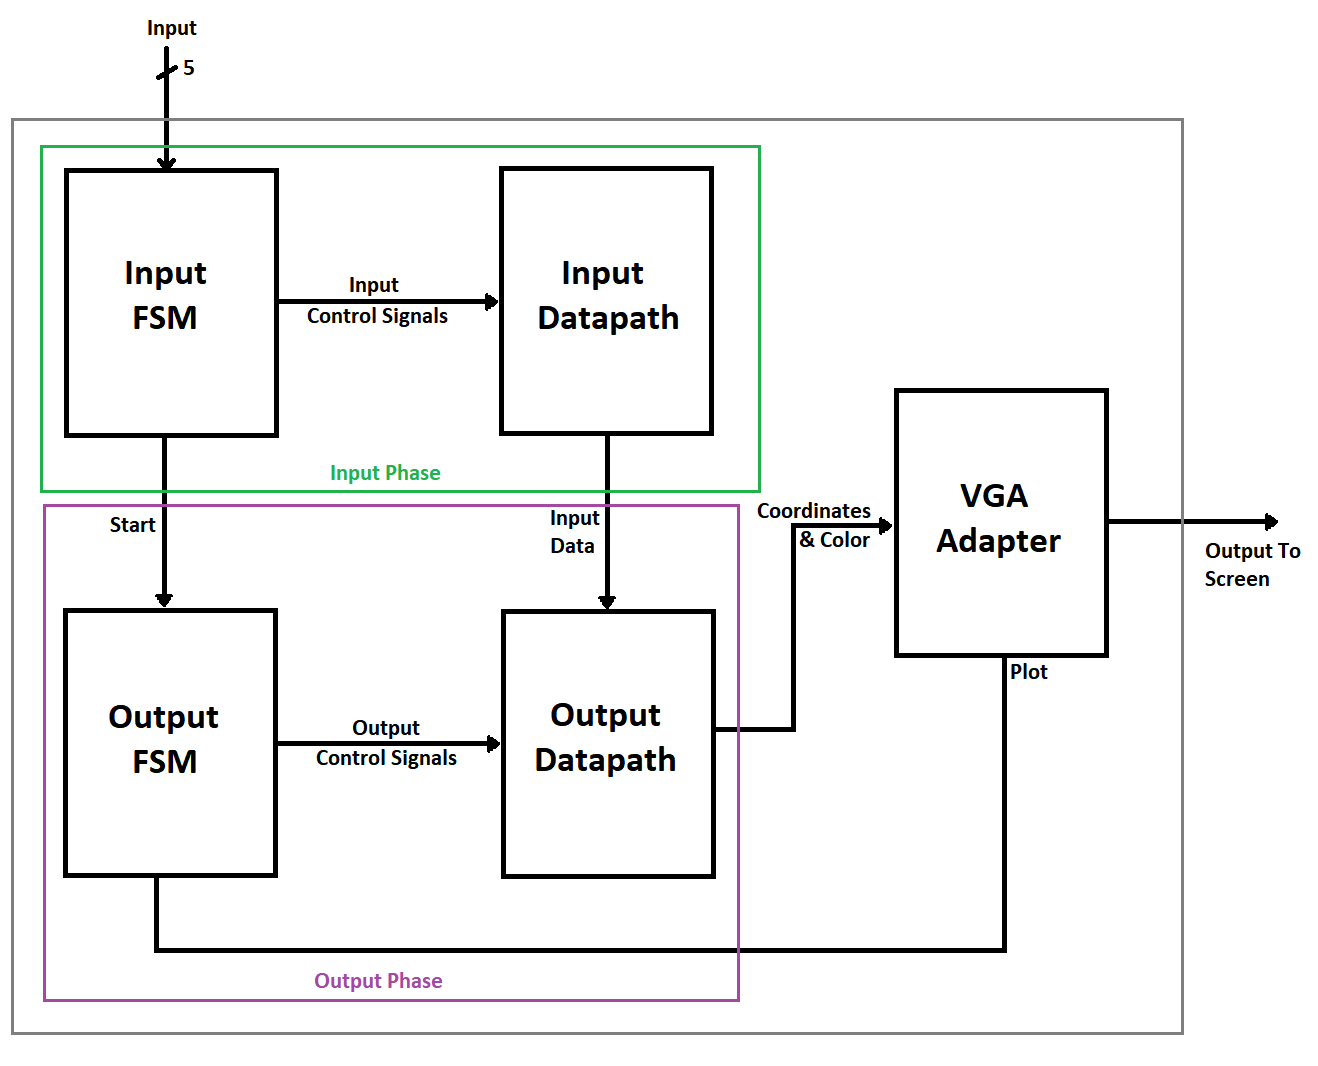 Input
5
Input
FSM
Input
Control Signals
Input
Datapath
Input Phase
Start
Input
Data
Coordinates
& Color
VGA
Adapter
Output To
Screen
Plot
Output
FSM
Output
Control Signals
Output
Datapath
Output Phase